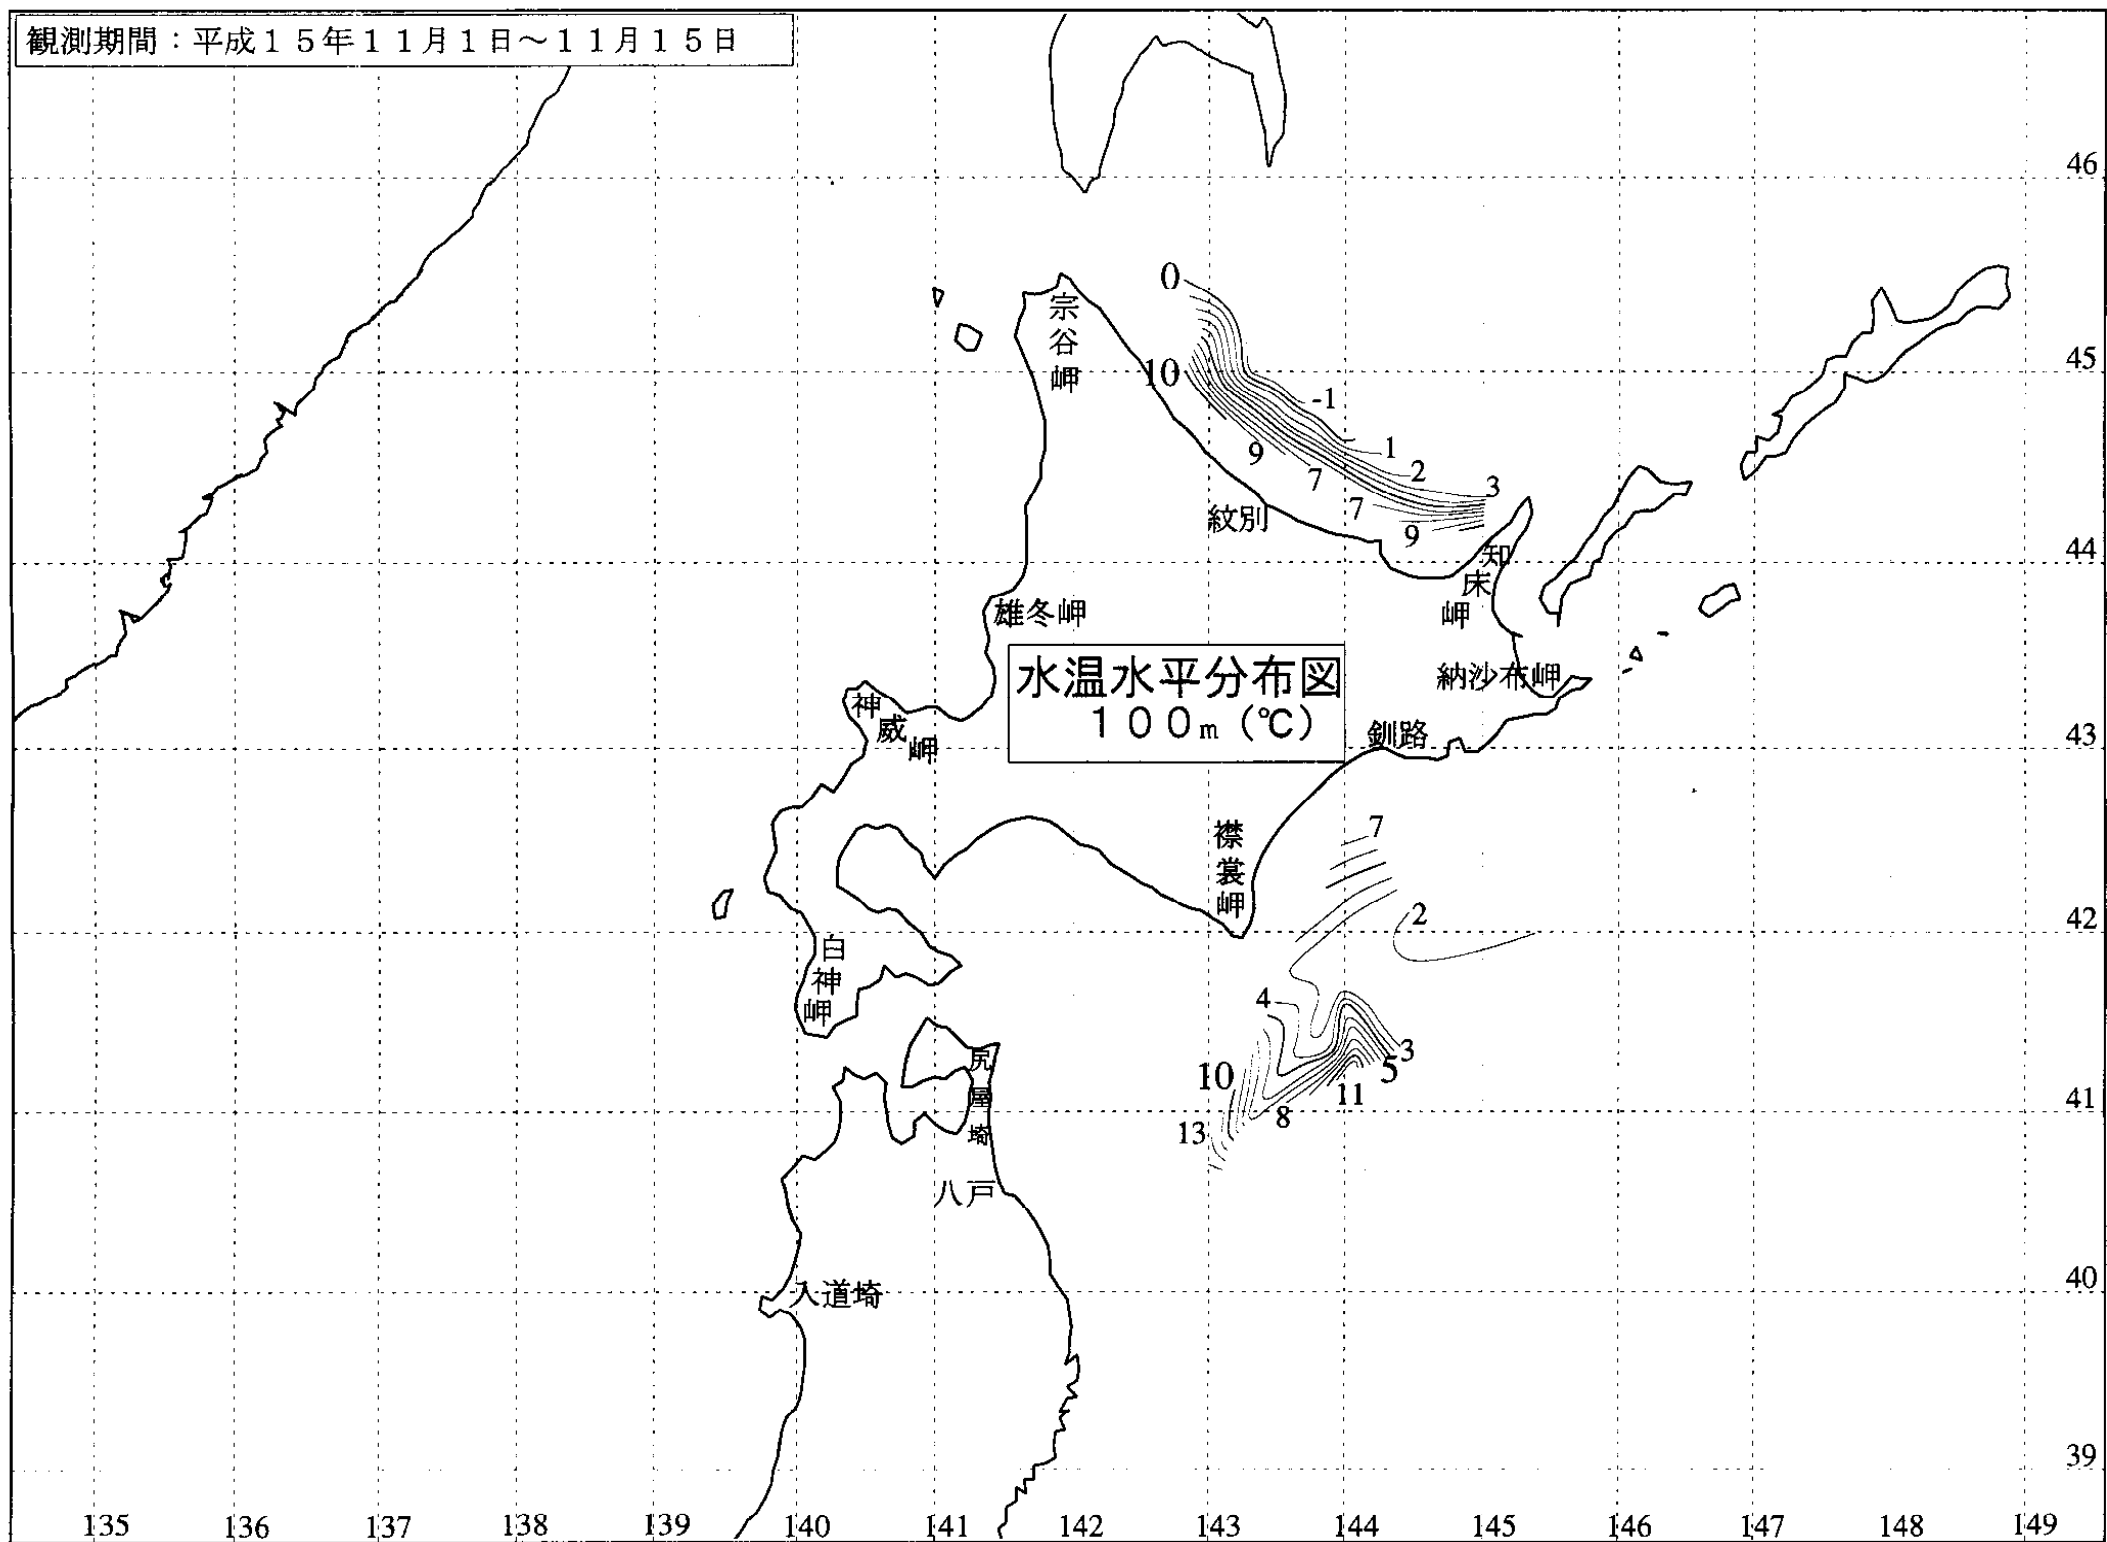 観測期間：平成１５年１１月１日～１１月１５日
46
0
宗谷岬
45
10
-1
1
9
2
7
3
7
紋別
9
44
知床岬
雄冬岬
水温水平分布図
１００m（℃）
納沙布岬
神威岬
釧路
43
7
襟裳岬
2
42
白神岬
4
3
尻屋埼
5
10
11
8
41
13
八戸
入道埼
40
39
135 136 137 138 139 140 141 142 143 144 145 146 147 148 149